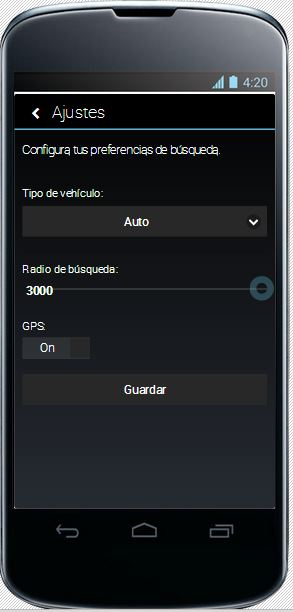 4:20
Ajustes
Configura tus preferencias de búsqueda.
Tipo de vehículo:
Auto
Radio de búsqueda:
3000
GPS:
On
Guardar